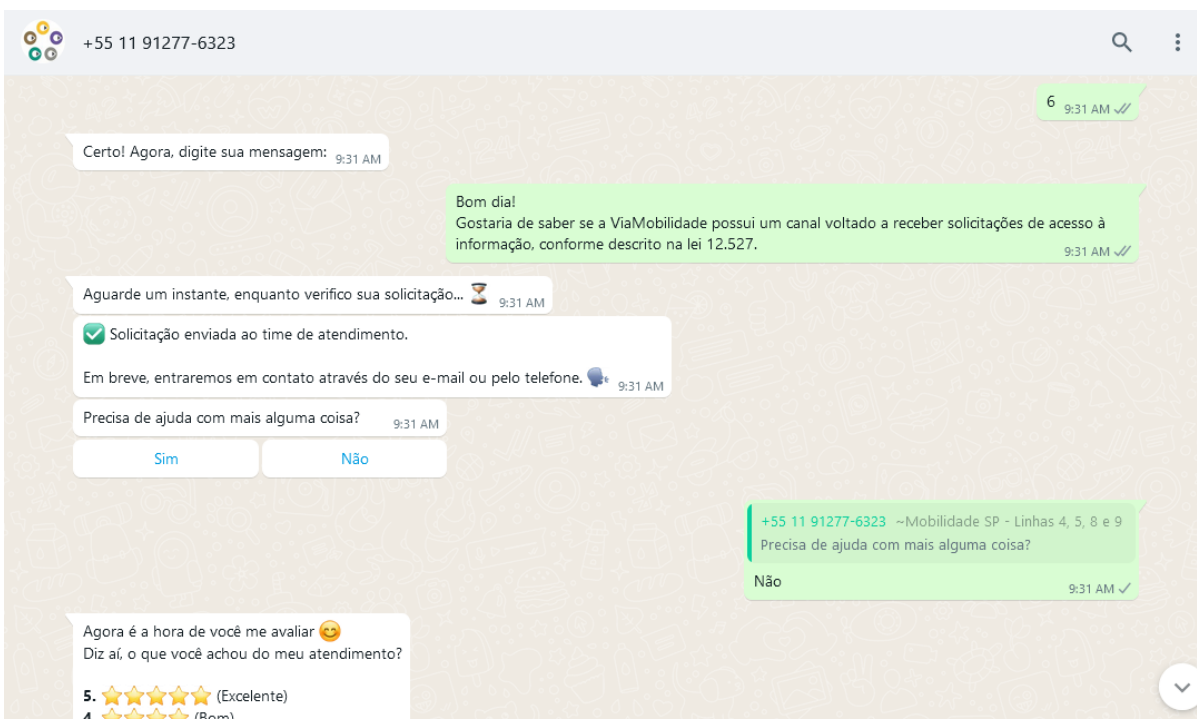 +55 11 91277-6323
6 9:31 AM
Certo! Agora, digite sua mensagem: 9:31 AM
Bom dia!
Gostaria de saber se a ViaMobilidade possui um canal voltado a receber solicitações de acesso à
informação, conforme descrito na lei 12.527.
9:31 AM
Aguarde um instante, enquanto verifico sua solicitação... ⏳ 9:31 AM
✅ Solicitação enviada ao time de atendimento.
Em breve, entraremos em contato através do seu e-mail ou pelo telefone. 🗣 9:31 AM
Precisa de ajuda com mais alguma coisa? 9:31 AM
Sim Não
+55 11 91277-6323 ~Mobilidade SP - Linhas 4, 5, 8 e 9
Precisa de ajuda com mais alguma coisa?
Não 9:31 AM
Agora é a hora de você me avaliar 😊
Diz aí, o que você achou do meu atendimento?
5. ⭐⭐⭐⭐⭐ (Excelente)
4. ⭐⭐⭐⭐ (Bom)